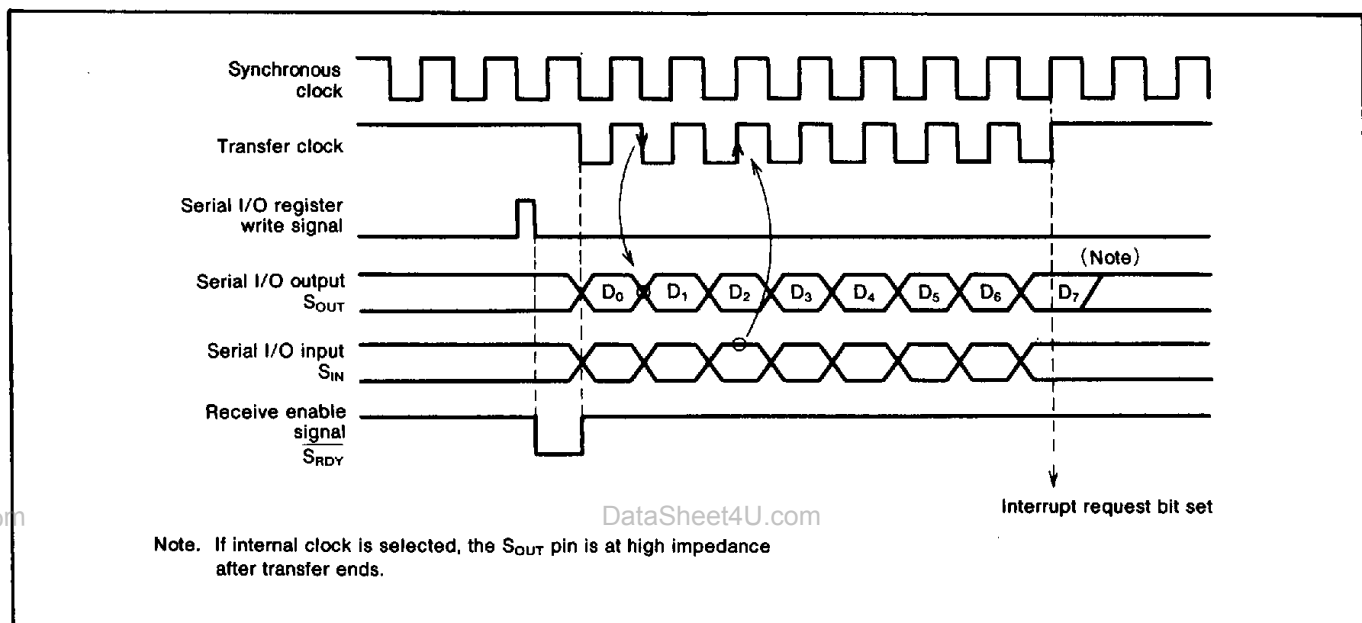 Synchronous
clock
Transfer clock
Serial I/O register
write signal
(Note)
Serial I/O output
SOUT
D0 D1 D2 D3 D4 D5 D6 D7
Serial I/O input
SIN
Receive enable
signal
SRDY
Interrupt request bit set
om
DataSheet4U.com
Note. If internal clock is selected, the SOUT pin is at high impedance
after transfer ends.